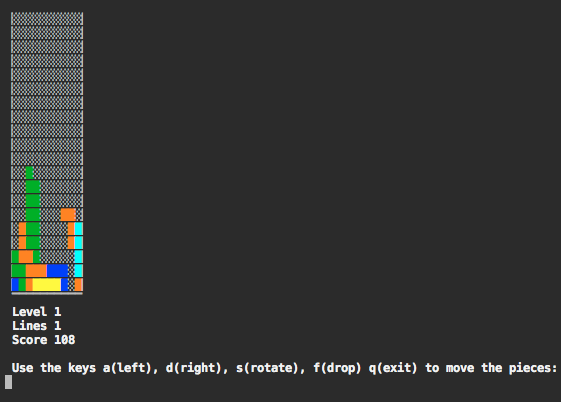 Level 1
Lines 1
Score 108
Use the keys a(left), d(right), s(rotate), f(drop) q(exit) to move the pieces: